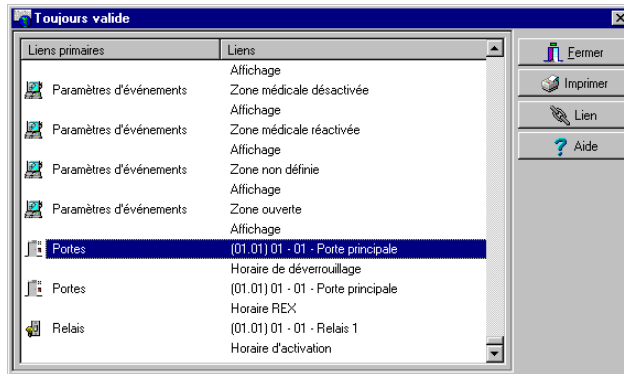 Toujours valide
Liens primaires Liens
Affichage
Paramètres d'événements Zone médicale désactivée
Affichage
Paramètres d'événements Zone médicale réactivée
Affichage
Paramètres d'événements Zone non définie
Affichage
Paramètres d'événements Zone ouverte
Affichage
Portes (01.01) 01 - 01 - Porte principale
Horaire de déverrouillage
Portes (01.01) 01 - 01 - Porte principale
Horaire REX
Relais (01.01) 01 - 01 - Relais 1
Horaire d'activation
Fermer
Imprimer
Lien
Aide